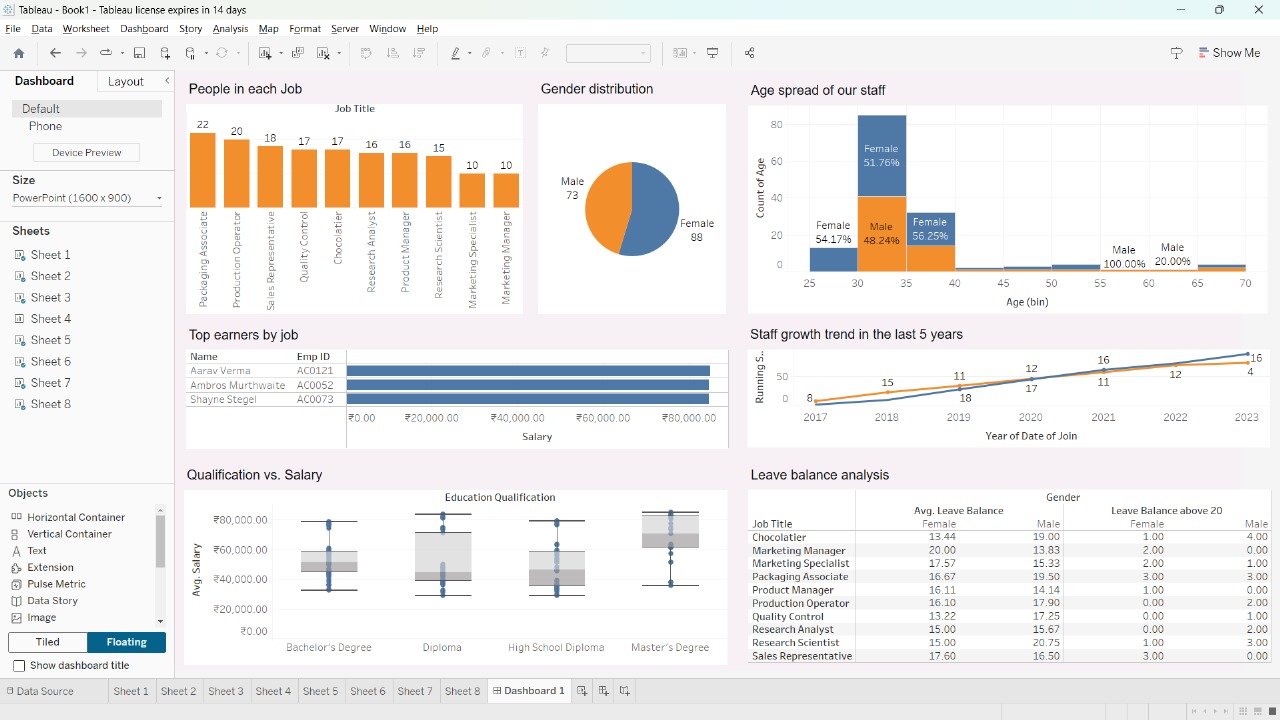 Tableau - Book1 - Tableau license expires in 14 days
File Data Worksheet Dashboard Story Analysis Map Format Server Window Help
Show Me
Dashboard Layout
Default
Phone
Device Preview
Size
PowerPoint (1600 x 900)
Sheets
Sheet 1
Sheet 2
Sheet 3
Sheet 4
Sheet 5
Sheet 6
Sheet 7
Sheet 8
Objects
Horizontal Container
Vertical Container
Text
Extension
Pulse Metric
Data Story
Image
Tiled Floating
Show dashboard title
People in each Job
Job Title
22 20 18 17 17 16 16 15 10 10
Packaging Associate
Production Operator
Sales Representative
Quality Control
Chocolatier
Research Analyst
Product Manager
Research Scientist
Marketing Specialist
Marketing Manager
Gender distribution
Male
73
Female
88
Age spread of our staff
Count of Age
80
60
40
20
0
Female
54.17%
Female
51.76%
Male
48.24%
Female
56.25%
Male
100.00%
Male
20.00%
25 30 35 40 45 50 55 60 65 70
Age (bin)
Top earners by job
Name Emp ID
Aarav Verma AC0121
Ambros Murthwaite AC0052
Shayne Stegel AC0073
₹0.00 ₹20,000.00 ₹40,000.00 ₹60,000.00 ₹80,000.00
Salary
Staff growth trend in the last 5 years
Running S..
50
0
8 15 11 18 12 17 16 11 12 16 4
2017 2018 2019 2020 2021 2022 2023
Year of Date of Join
Qualification vs. Salary
Education Qualification
Avg. Salary
₹80,000.00
₹60,000.00
₹40,000.00
₹20,000.00
₹0.00
Bachelor's Degree Diploma High School Diploma Master's Degree
Leave balance analysis
Gender
Avg. Leave Balance Leave Balance above 20
Job Title Female Male Female Male
Chocolatier 13.44 19.00 1.00 4.00
Marketing Manager 20.00 13.83 2.00 0.00
Marketing Specialist 17.57 15.33 2.00 1.00
Packaging Associate 16.67 19.50 3.00 3.00
Product Manager 16.11 14.14 1.00 0.00
Production Operator 16.10 17.90 0.00 2.00
Quality Control 13.22 17.25 0.00 1.00
Research Analyst 15.00 15.67 0.00 2.00
Research Scientist 15.00 20.75 1.00 3.00
Sales Representative 17.60 16.50 3.00 0.00
Data Source Sheet 1 Sheet 2 Sheet 3 Sheet 4 Sheet 5 Sheet 6 Sheet 7 Sheet 8 Dashboard 1